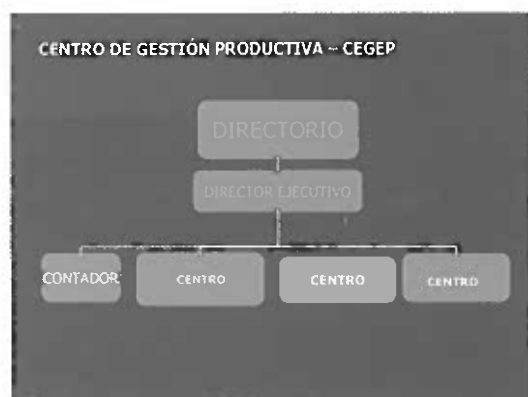 CENTRO DE GESTIÓN PRODUCTIVA – CEGEP
DIRECTORIO
DIRECTOR EJECUTIVO
CONTADOR
CENTRO
CENTRO
CENTRO